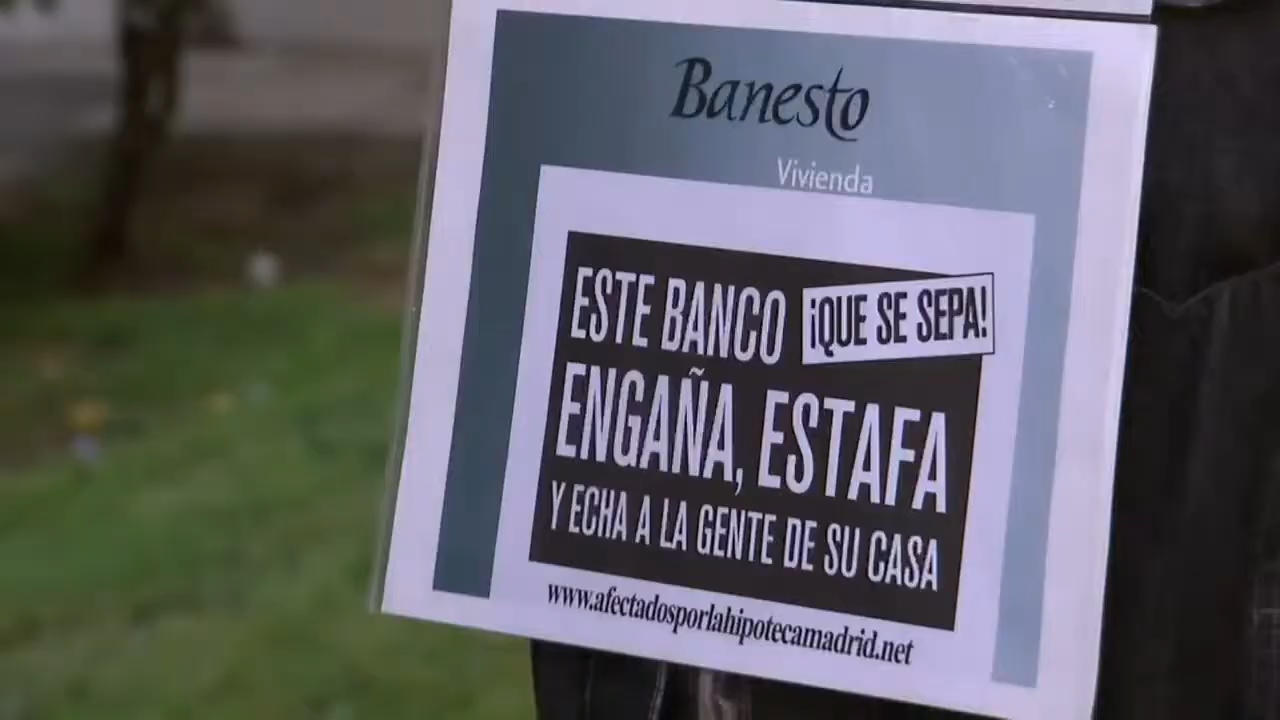 Banesto
Vivienda
ESTE BANCO ¡QUE SE SEPA!
ENGAÑA, ESTAFA
Y ECHA A LA GENTE DE SU CASA
www.afectadosporlahipotecamadrid.net